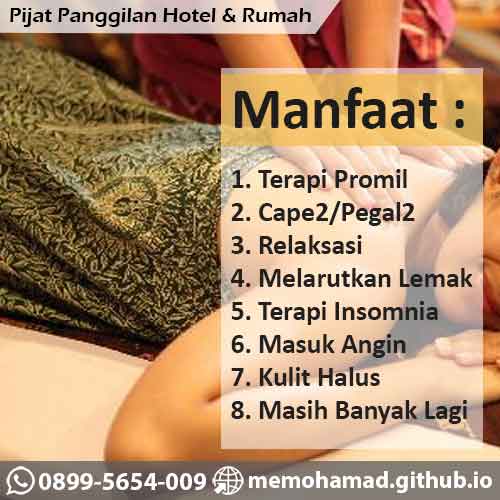 Pijat Panggilan Hotel & Rumah
Manfaat :
1. Terapi Promil
2. Cape2/Pegal2
3. Relaksasi
4. Melarutkan Lemak
5. Terapi Insomnia
6. Masuk Angin
7. Kulit Halus
8. Masih Banyak Lagi
0899-5654-009 memohamad.github.io